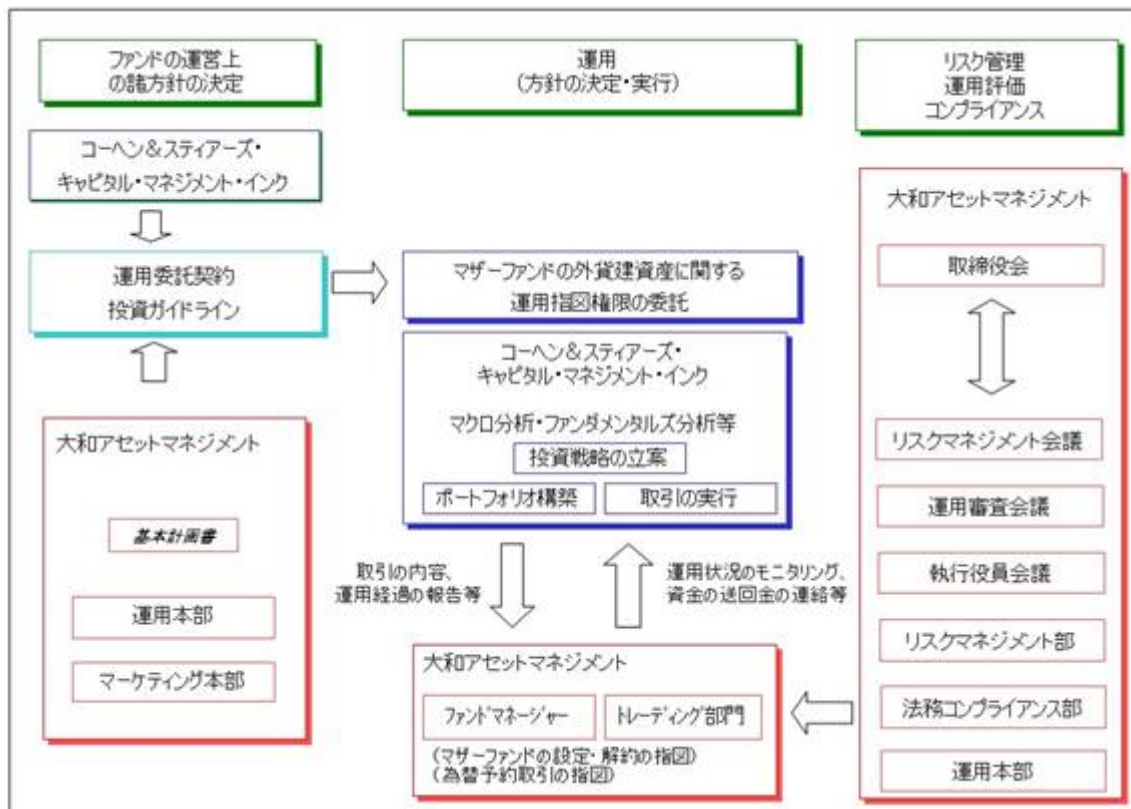 ファンドの運営上
の諸方針の決定
運用
(方針の決定・実行)
リスク管理
運用評価
コンプライアンス
コーヘン&スティアーズ・
キャピタル・マネジメント・インク
運用委託契約
投資ガイドライン
大和アセットマネジメント
基本計画書
運用本部
マーケティング本部
マザーファンドの外貨建資産に関する
運用指図権限の委託
コーヘン&スティアーズ・
キャピタル・マネジメント・インク
マクロ分析・ファンダメンタルズ分析等
投資戦略の立案
ポートフォリオ構築
取引の実行
取引の内容、
運用経過の報告等
運用状況のモニタリング、
資金の送回金の連絡等
大和アセットマネジメント
ファンドマネージャー
トレーディング部門
(マザーファンドの設定・解約の指図)
(為替予約取引の指図)
大和アセットマネジメント
取締役会
リスクマネジメント会議
運用審査会議
執行役員会議
リスクマネジメント部
法務コンプライアンス部
運用本部